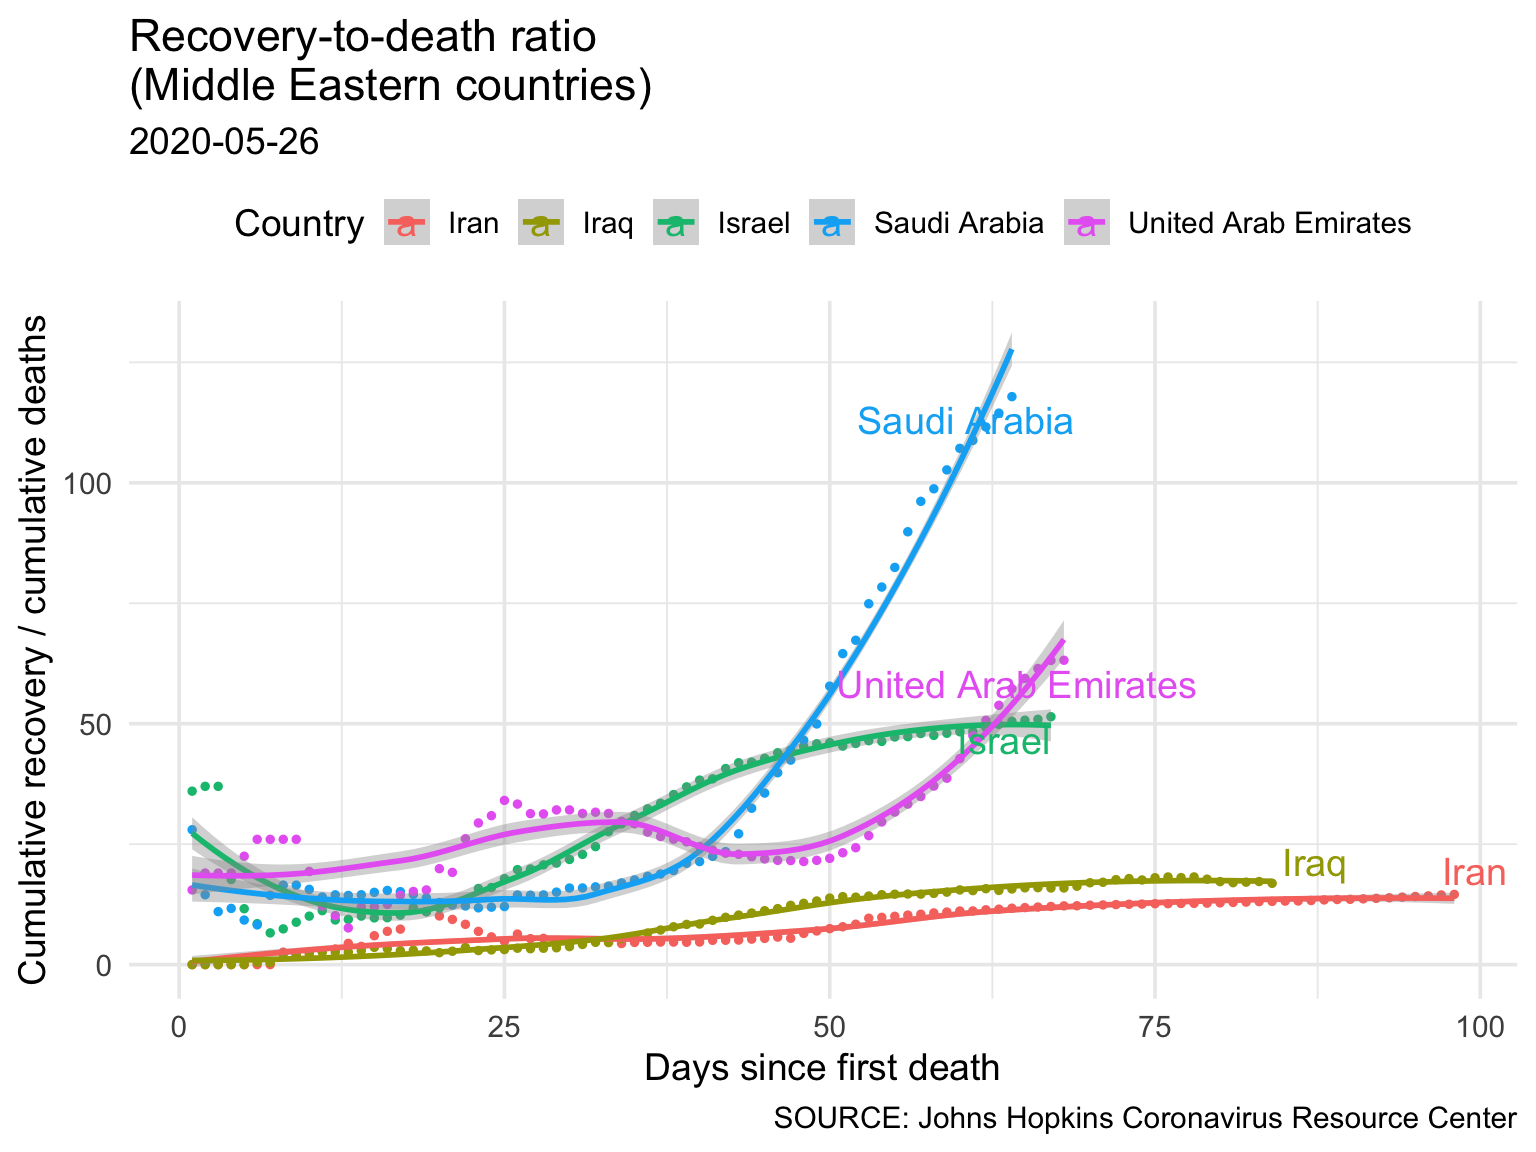 Recovery-to-death ratio
(Middle Eastern countries)
2020-05-26
Country a Iran a Iraq a Israel a Saudi Arabia a United Arab Emirates
Cumulative recovery / cumulative deaths
100
50
0
Saudi Arabia
United Arab Emirates
Israel
Iraq
Iran
0 25 50 75 100
Days since first death
SOURCE: Johns Hopkins Coronavirus Resource Center